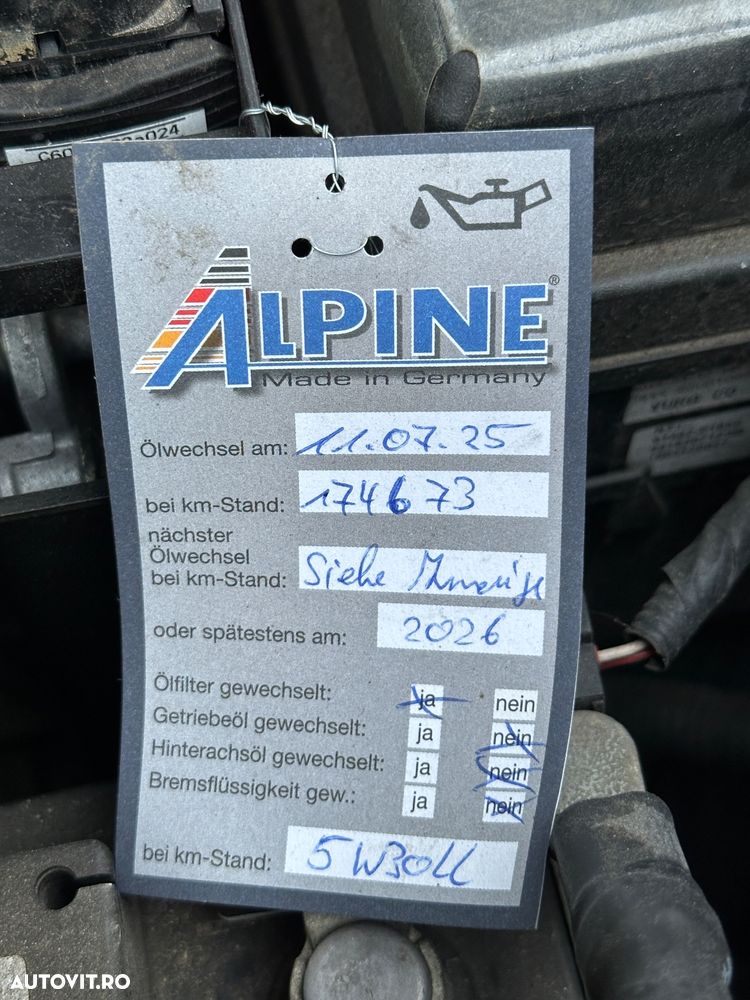 ALPINE®
Made in Germany
Ölwechsel am: 11.07.25
bei km-Stand: 174673
nächster
Ölwechsel
bei km-Stand: Siehe
oder spätestens am: 2026
Ölfilter gewechselt: ja nein
Getriebeöl gewechselt: ja nein
Hinterachsöl gewechselt: ja nein
Bremsflüssigkeit gew.: ja nein
bei km-Stand: 5W30LL
AUTOVIT.RO